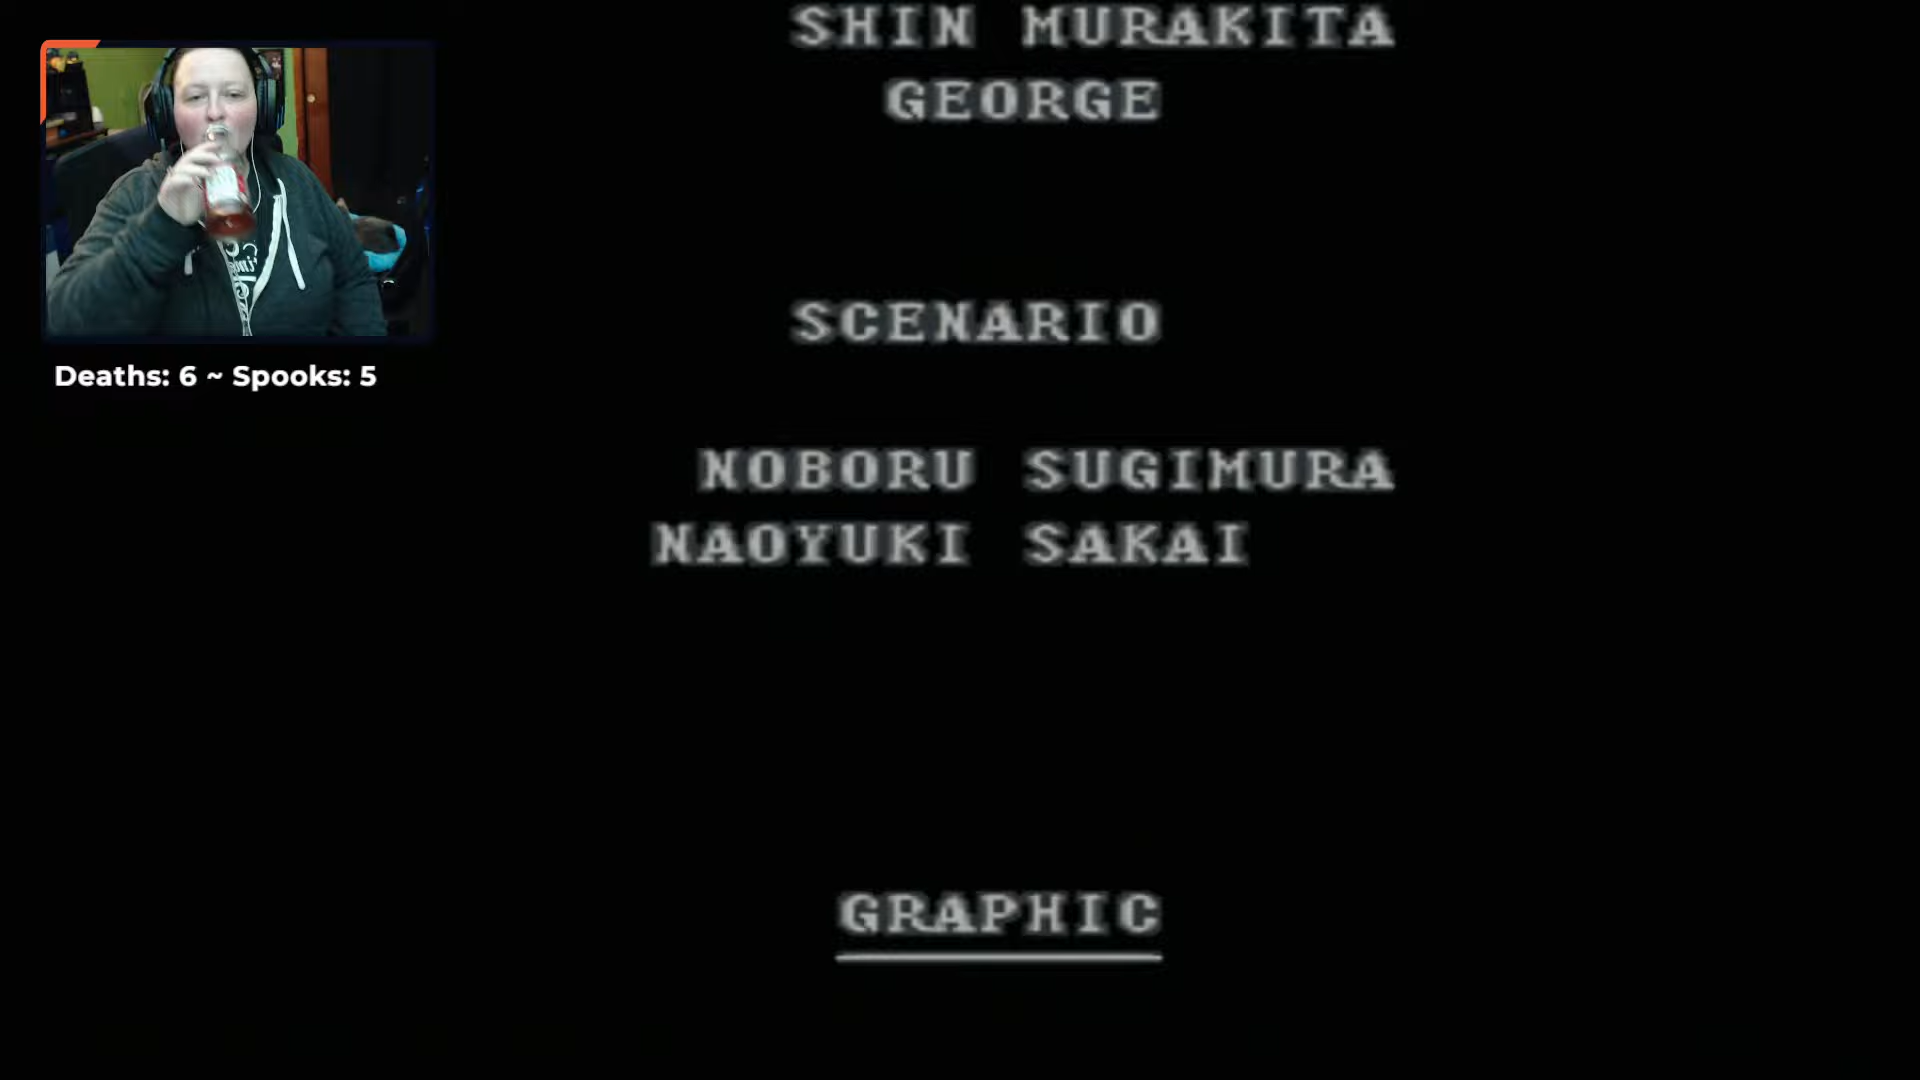 SHIN MURAKITA
GEORGE
SCENARIO
NOBORU SUGIMURA
NAOYUKI SAKAI
GRAPHIC
Deaths: 6 ~ Spooks: 5